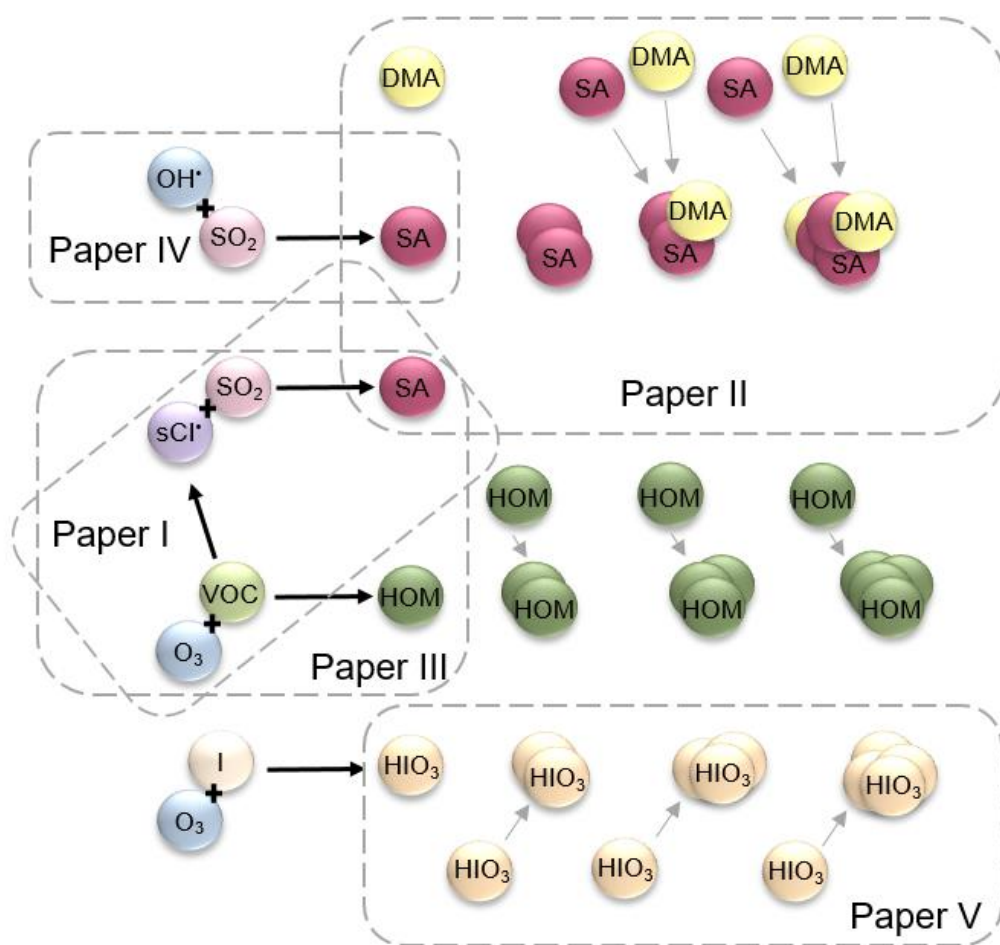 DMA
SA
DMA
SA
DMA
OH•
SO₂
Paper IV
SA
SA
DMA
SA
DMA
SA
SO₂
SA
sCI•
Paper II
Paper I
VOC
O₃
HOM
Paper III
HOM
HOM
HOM
HOM
HOM
HOM
I
O₃
HIO₃
HIO₃
HIO₃
HIO₃
HIO₃
HIO₃
HIO₃
Paper V